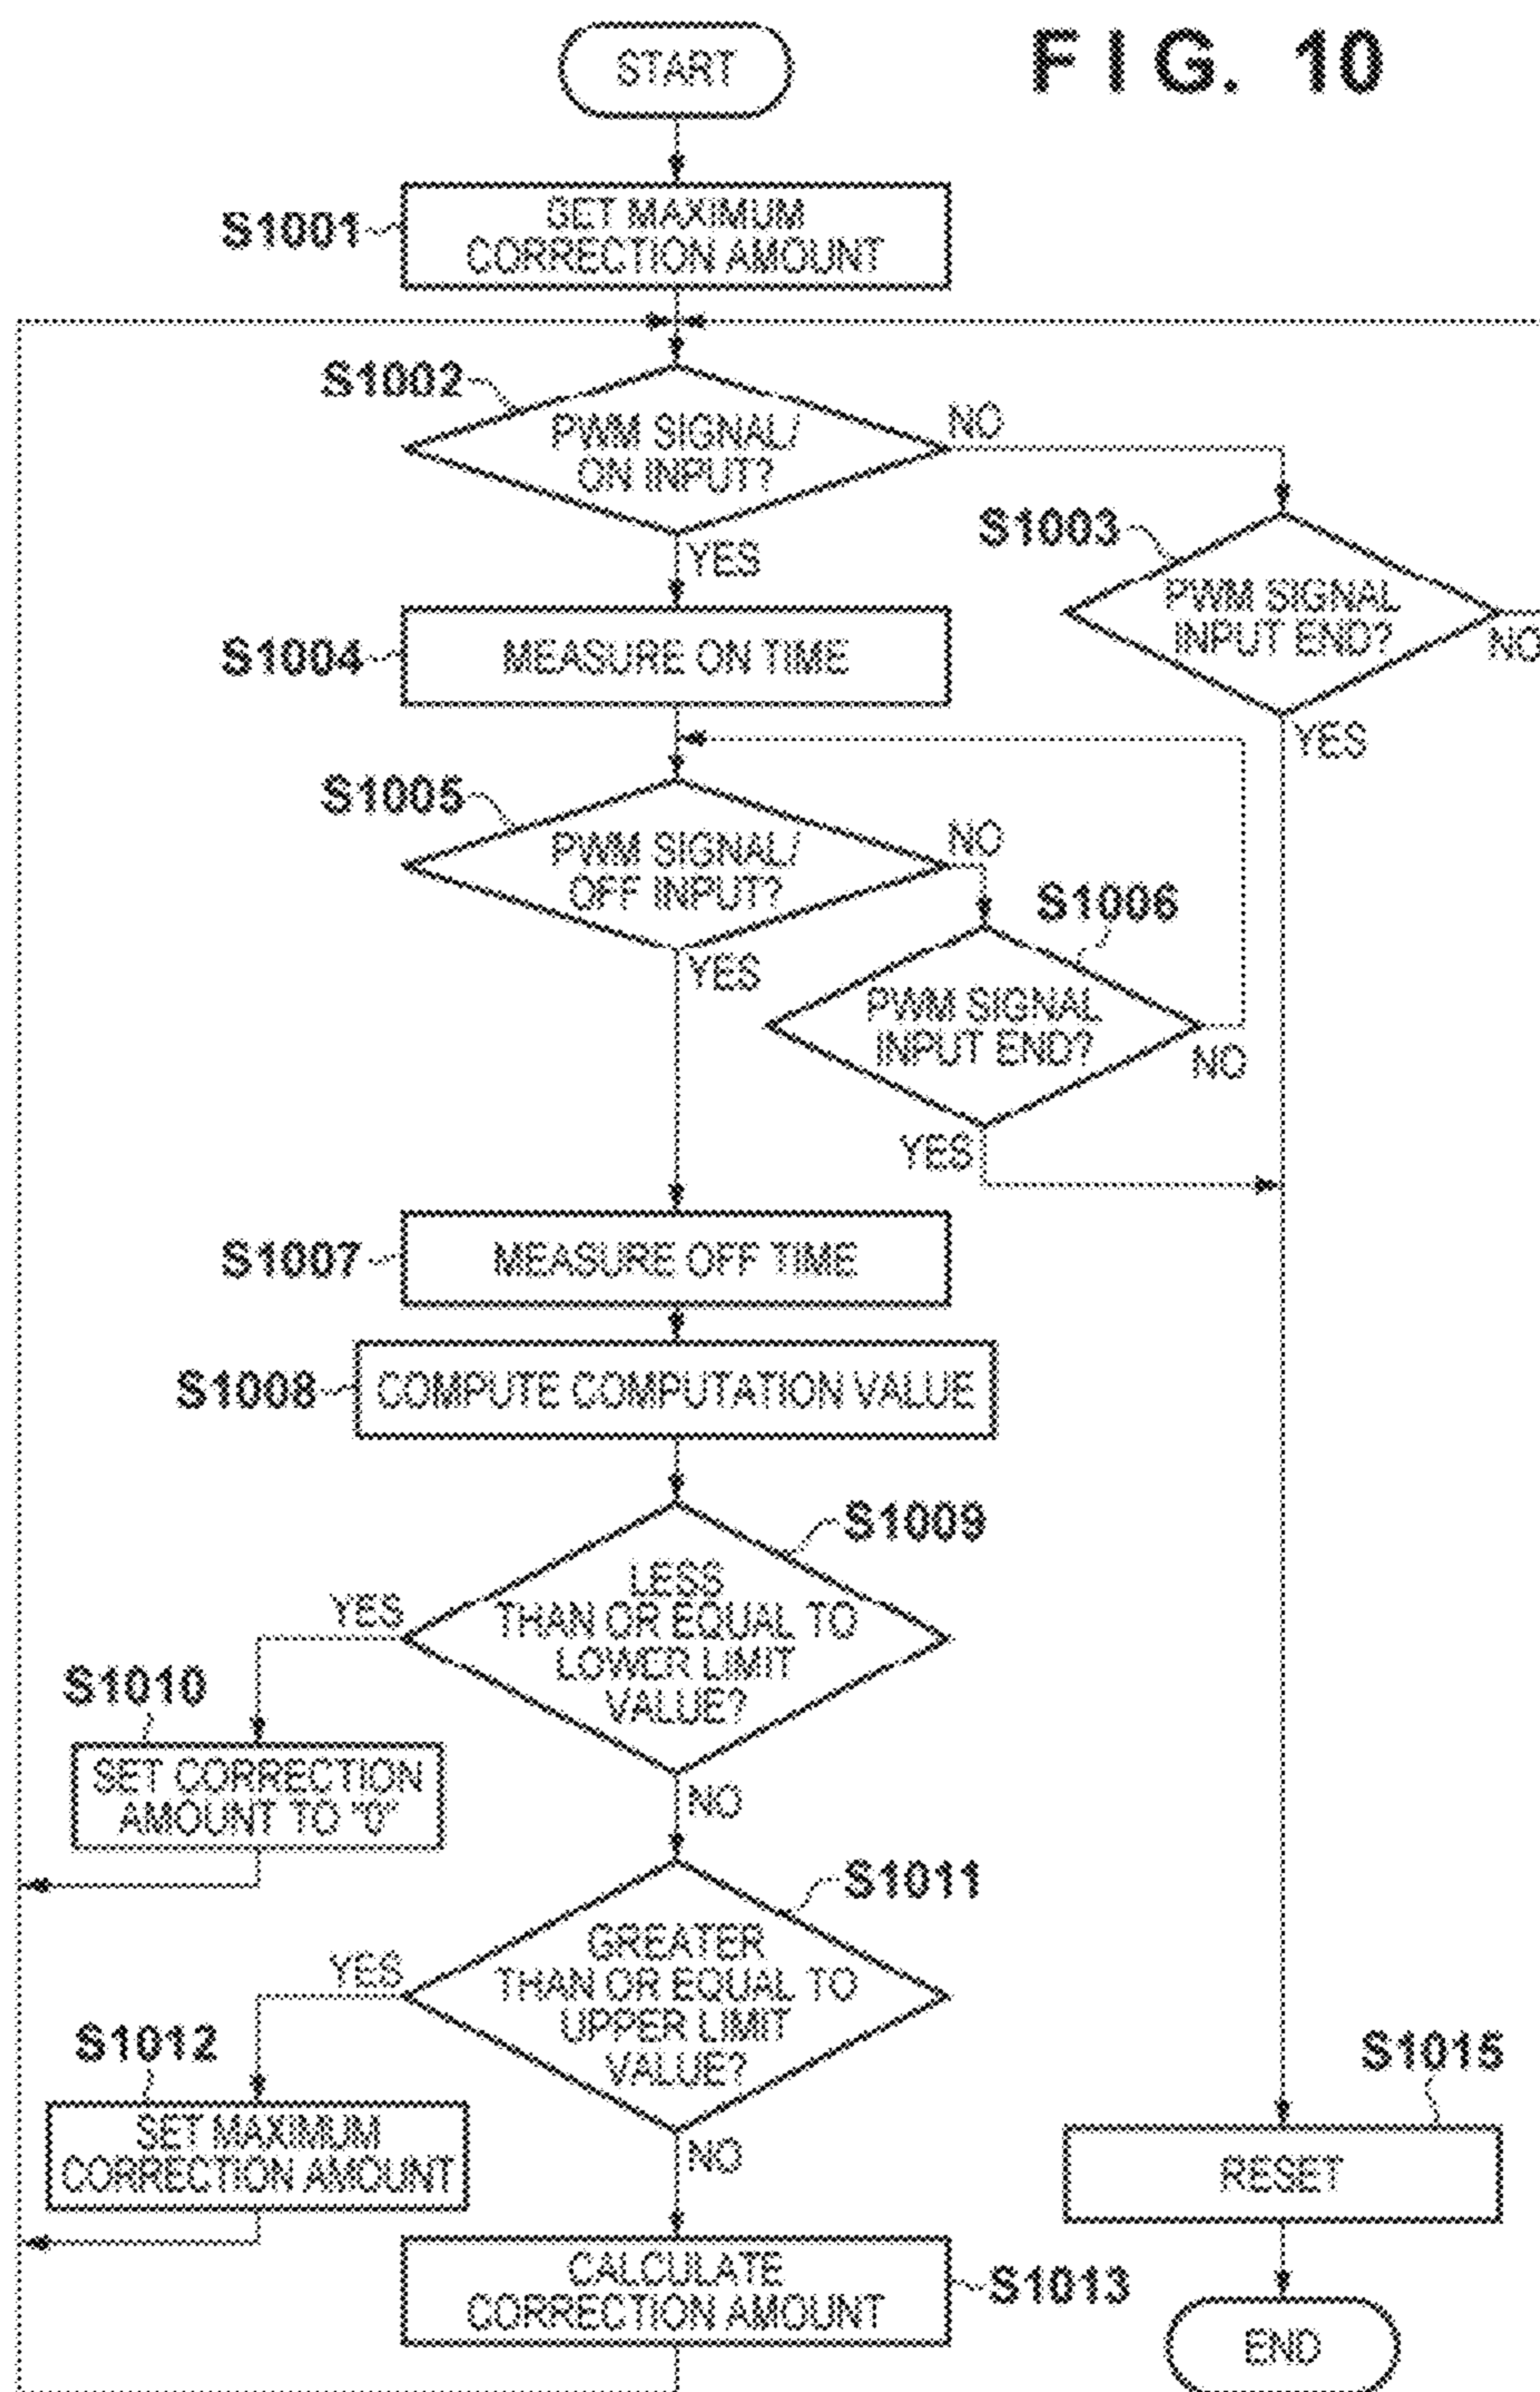 FIG. 10
START
S1001
GET MAXIMUM
CORRECTION AMOUNT
S1002
PWM SIGNAL/
ON INPUT?
NO
YES
S1003
PWM SIGNAL
INPUT END?
NO
YES
S1004
MEASURE ON TIME
S1005
PWM SIGNAL/
OFF INPUT?
NO
YES
S1006
PWM SIGNAL
INPUT END?
NO
YES
S1007
MEASURE OFF TIME
S1008
COMPUTE COMPUTATION VALUE
S1009
LESS
THAN OR EQUAL TO
LOWER LIMIT
VALUE?
YES
NO
S1010
SET CORRECTION
AMOUNT TO "0"
S1011
GREATER
THAN OR EQUAL TO
UPPER LIMIT
VALUE?
YES
NO
S1012
SET MAXIMUM
CORRECTION AMOUNT
CALCULATE
CORRECTION AMOUNT
S1013
S1015
RESET
END